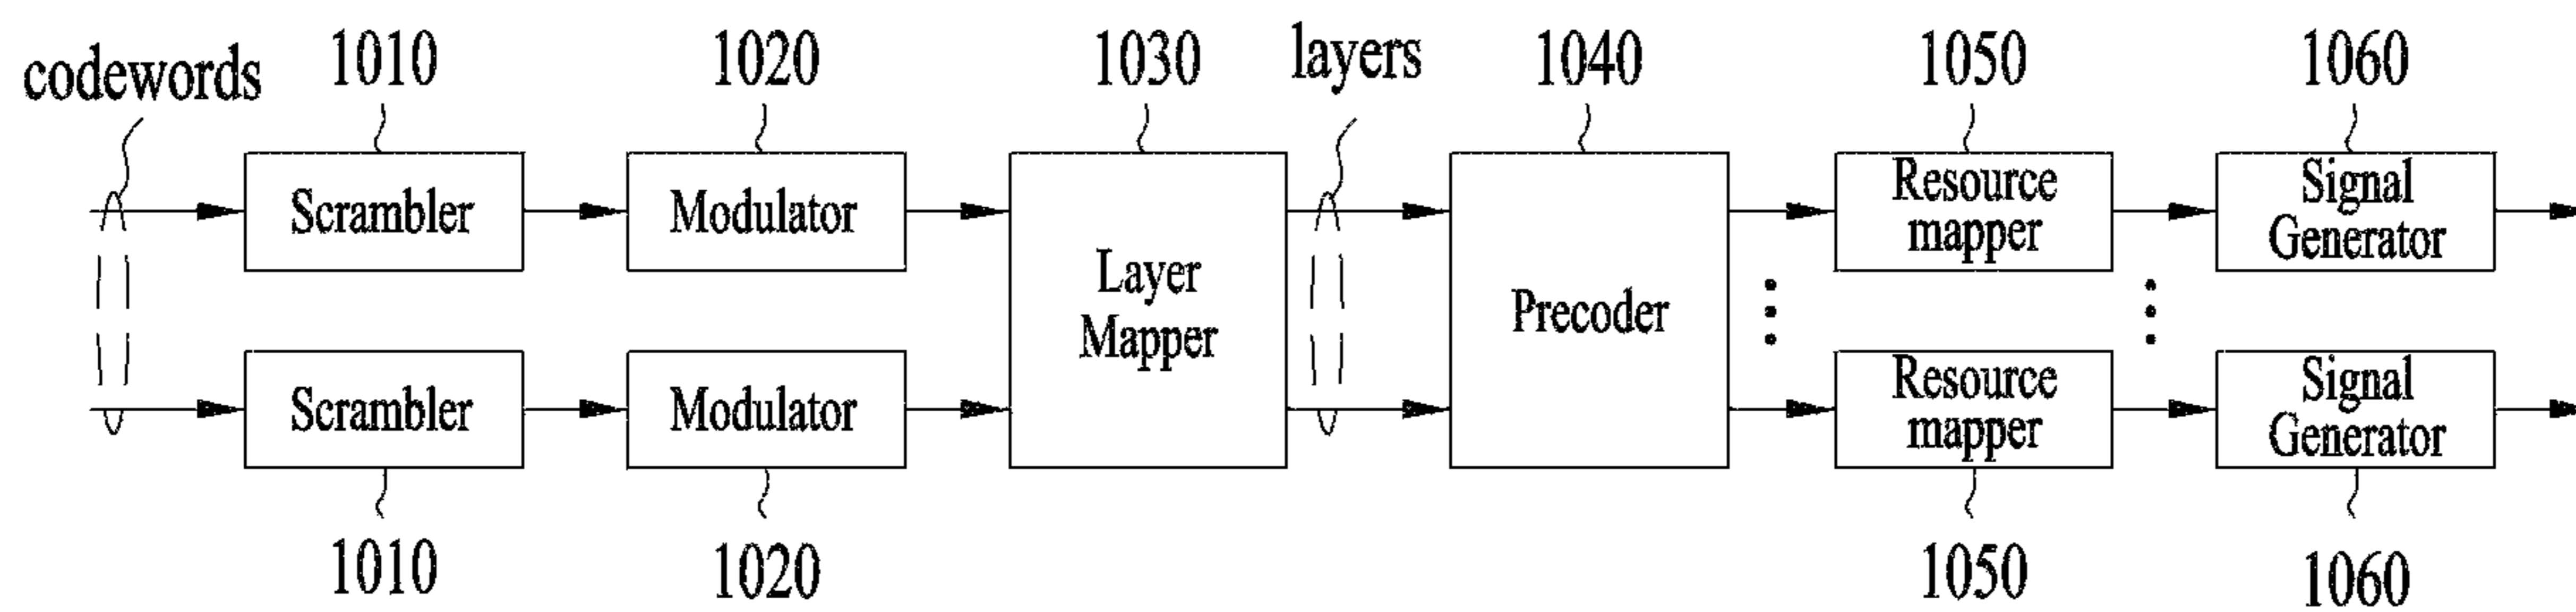 codewords
1010
1020
1030
layers
1040
1050
1060
Scrambler
Modulator
Layer
Mapper
Precoder
Resource
mapper
Signal
Generator
Scrambler
Modulator
Resource
mapper
Signal
Generator
1010
1020
1050
1060